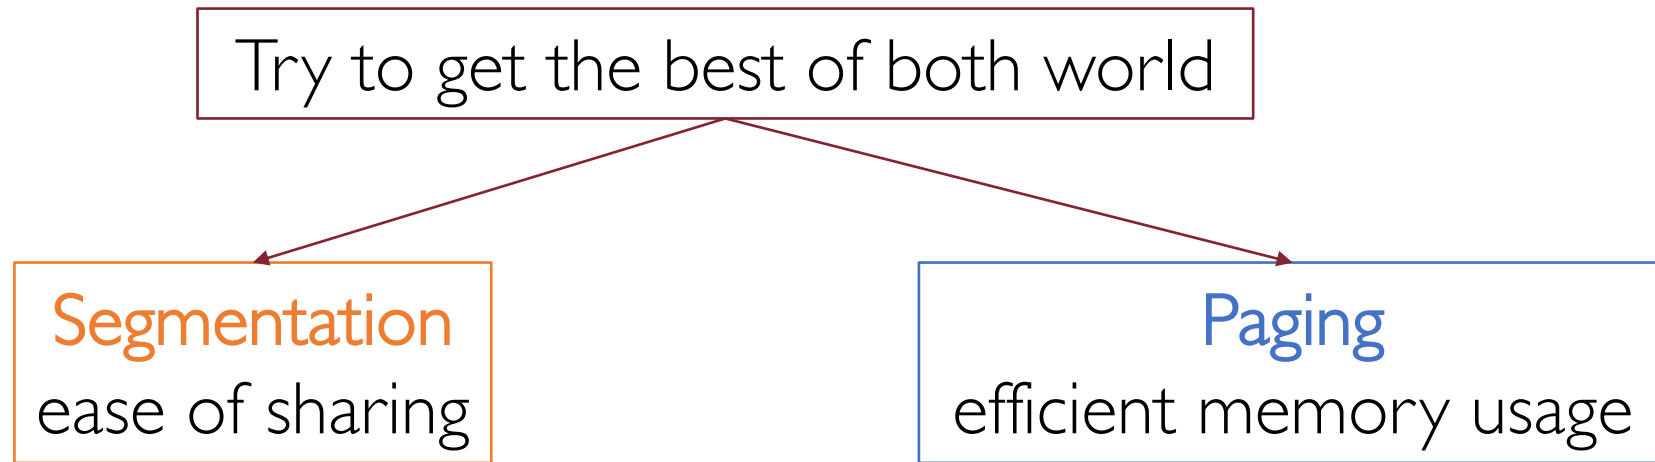 Try to get the best of both world
Segmentation
ease of sharing
Paging
efficient memory usage